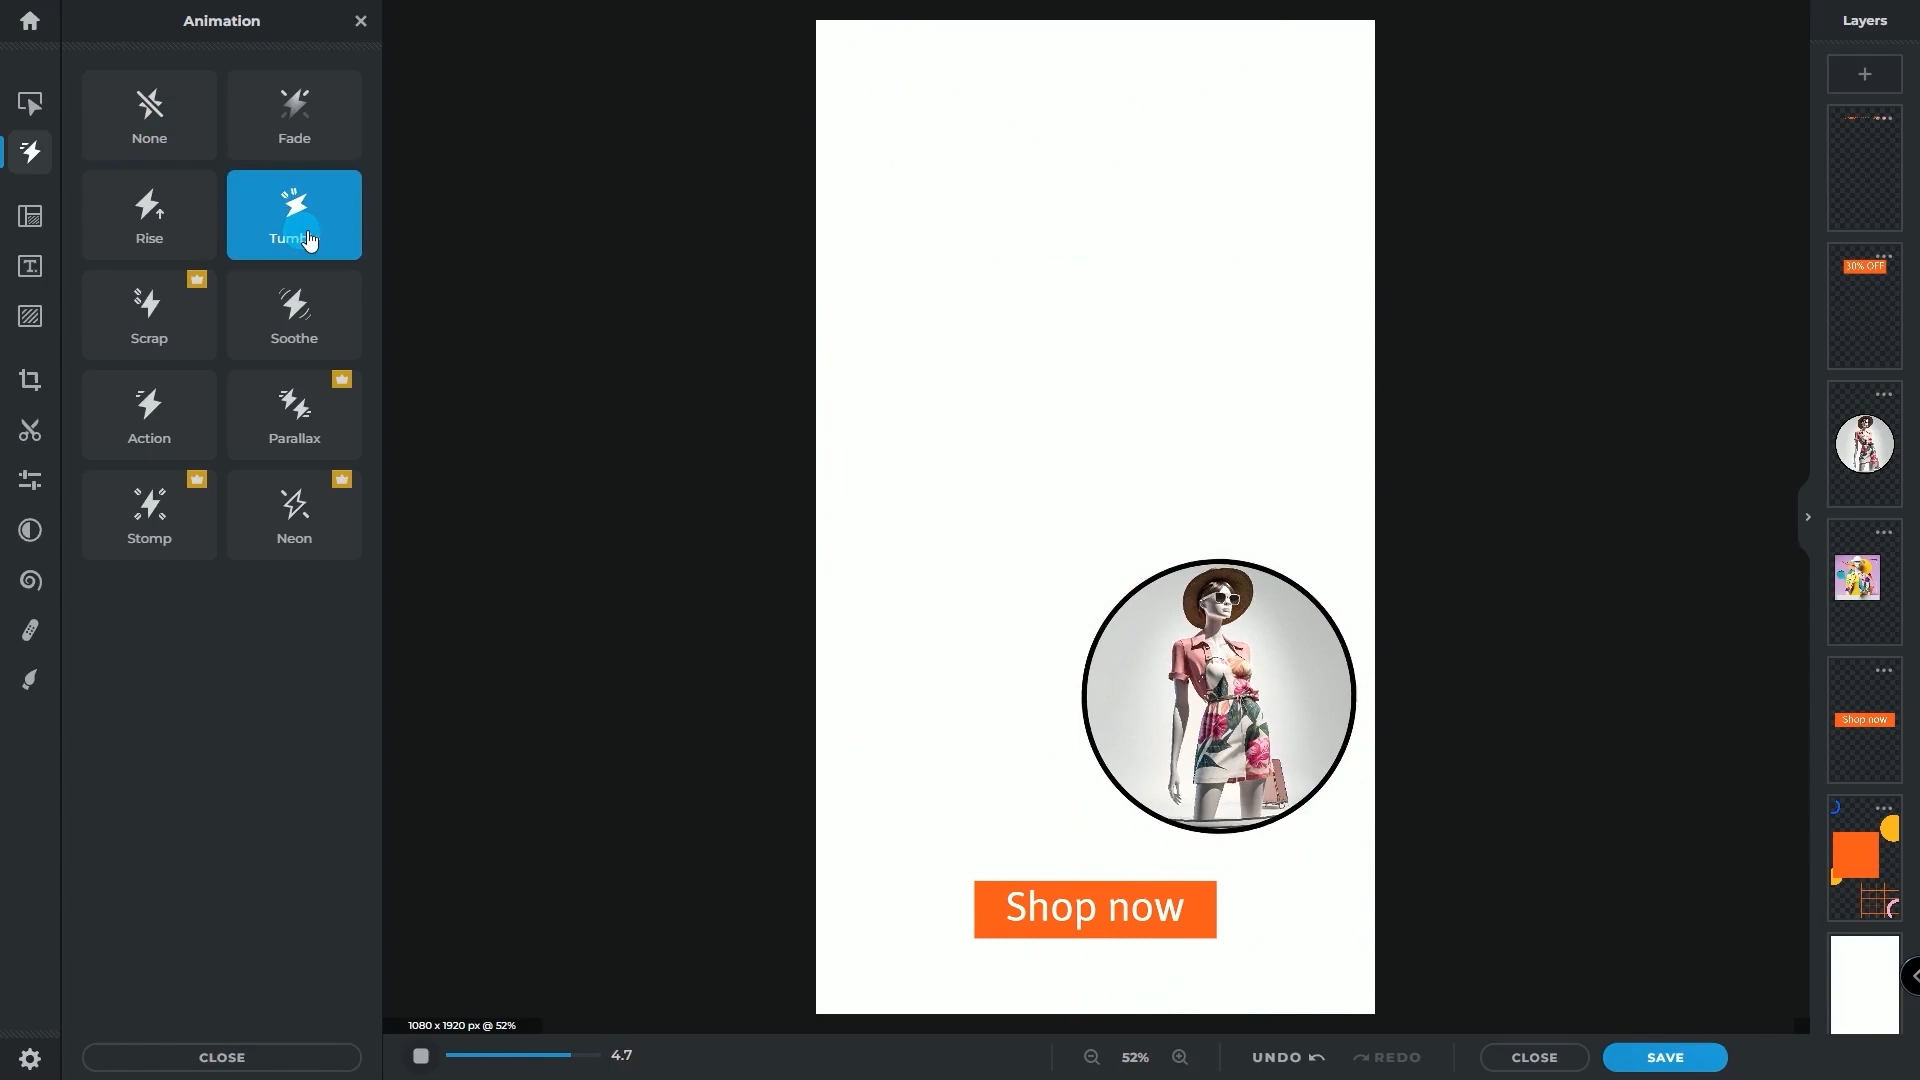 Animation
Layers
None
Fade
Rise
Tumble
30% OFF
Scrap
Soothe
Action
Parallax
Stomp
Neon
Shop now
Shop now
1080 x 1920 px @ 52%
CLOSE
4.7
52%
UNDO
REDO
CLOSE
SAVE